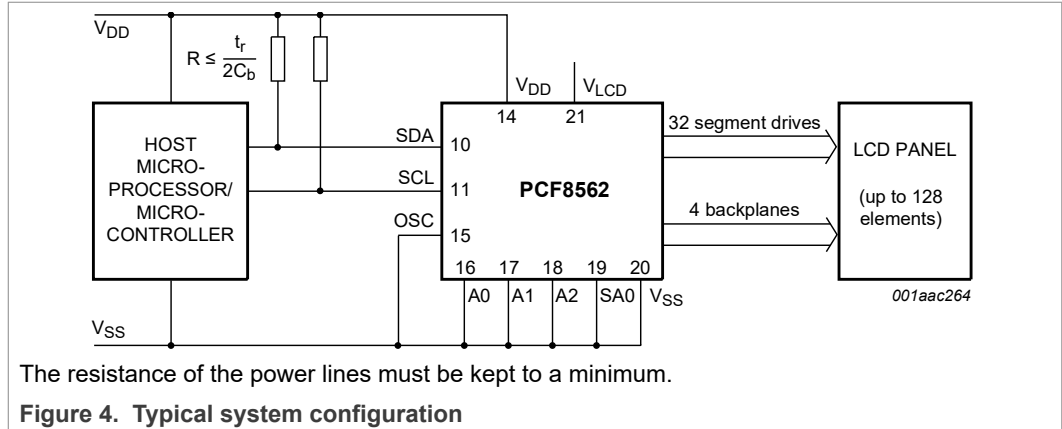 VDD
R ≤ tr
2Cb
VDD
VLCD
14
21
HOST
MICRO-
PROCESSOR/
MICRO-
CONTROLLER
SDA
10
SCL
11
OSC
15
PCF8562
32 segment drives
4 backplanes
LCD PANEL
(up to 128
elements)
16 17 18 19 20
A0 A1 A2 SA0 VSS
001aac264
VSS
The resistance of the power lines must be kept to a minimum.
Figure 4. Typical system configuration